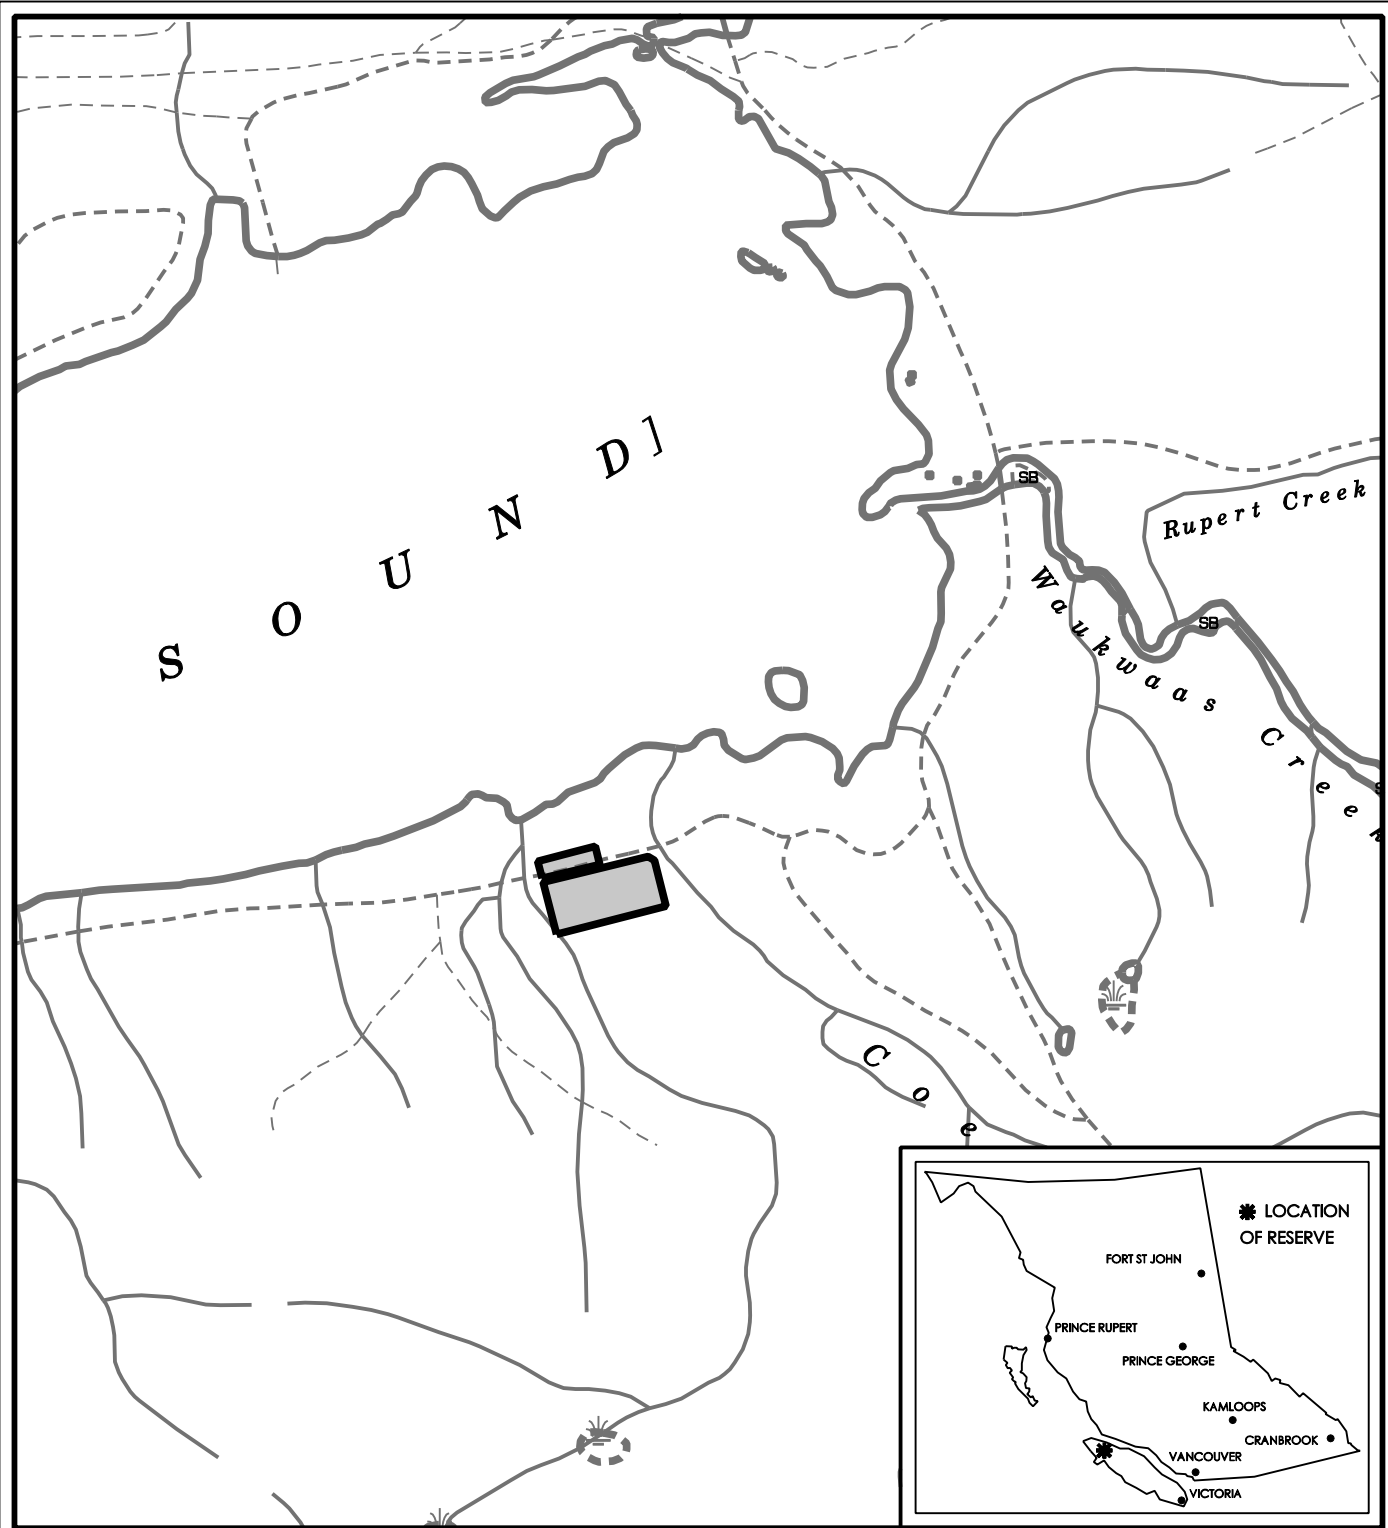 S O U N D ]
SB
Rupert Creek
Waukwaas Creek
SB
Coe
LOCATION
OF RESERVE
FORT ST JOHN
PRINCE RUPERT
PRINCE GEORGE
KAMLOOPS
CRANBROOK
VANCOUVER
VICTORIA